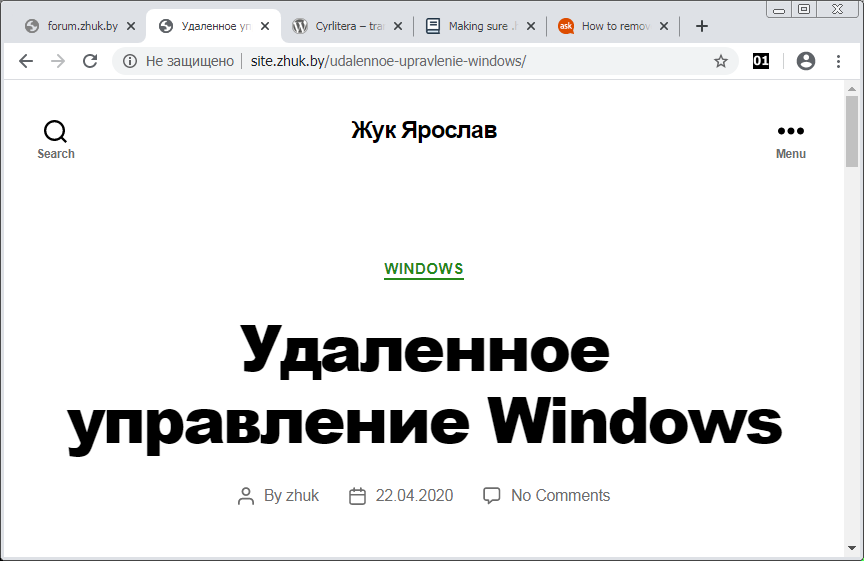 forum.zhuk.by
Удаленное уп
Cyrlitera – tra
Making sure .
How to remov
Не защищено
site.zhuk.by/udalennoe-upravlenie-windows/
01
Search
Жук Ярослав
Menu
WINDOWS
Удаленное
управление Windows
By zhuk
22.04.2020
No Comments